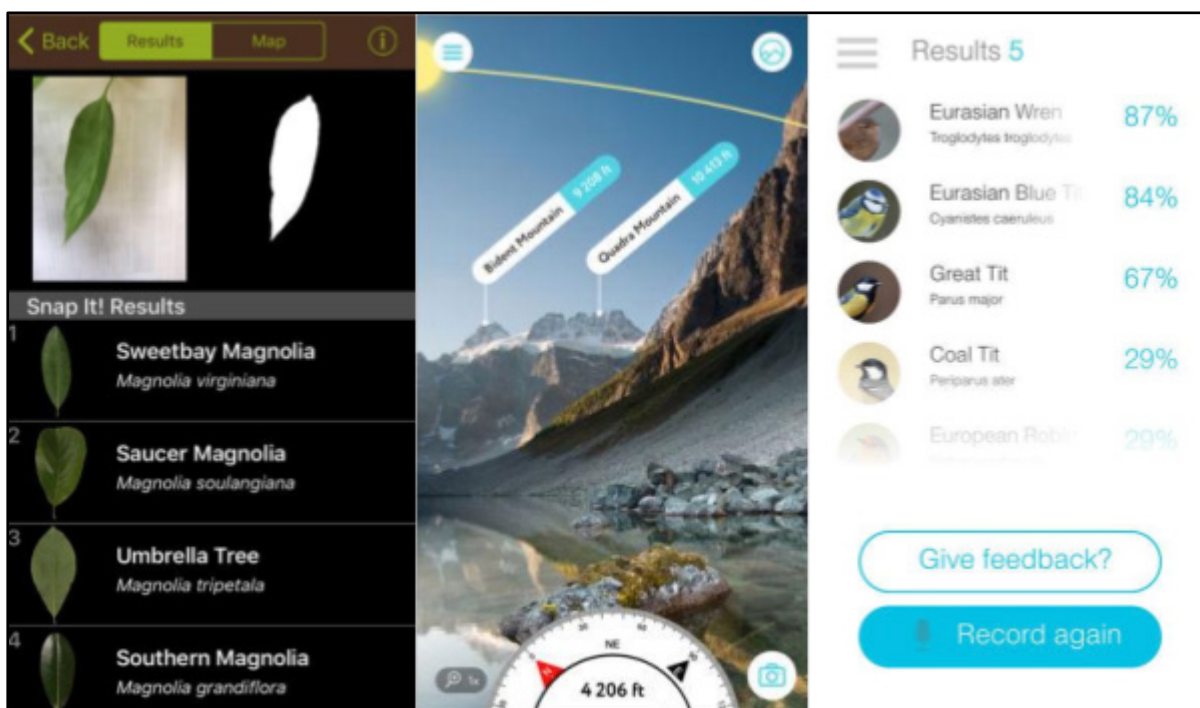 Back
Results
Map
Snap It! Results
1
Sweetbay Magnolia
Magnolia virginiana
2
Saucer Magnolia
Magnolia soulangiana
3
Umbrella Tree
Magnolia tripetala
4
Southern Magnolia
Magnolia grandiflora
Bident Mountain 9 208 ft
Quadra Mountain 10 413 ft
NE
N
4 206 ft
1x
Results 5
Eurasian Wren
87%
Troglodytes troglodytes
Eurasian Blue Tit
84%
Cyanistes caeruleus
Great Tit
67%
Parus major
Coal Tit
29%
Periparus ater
European Robin
29%
Give feedback?
Record again